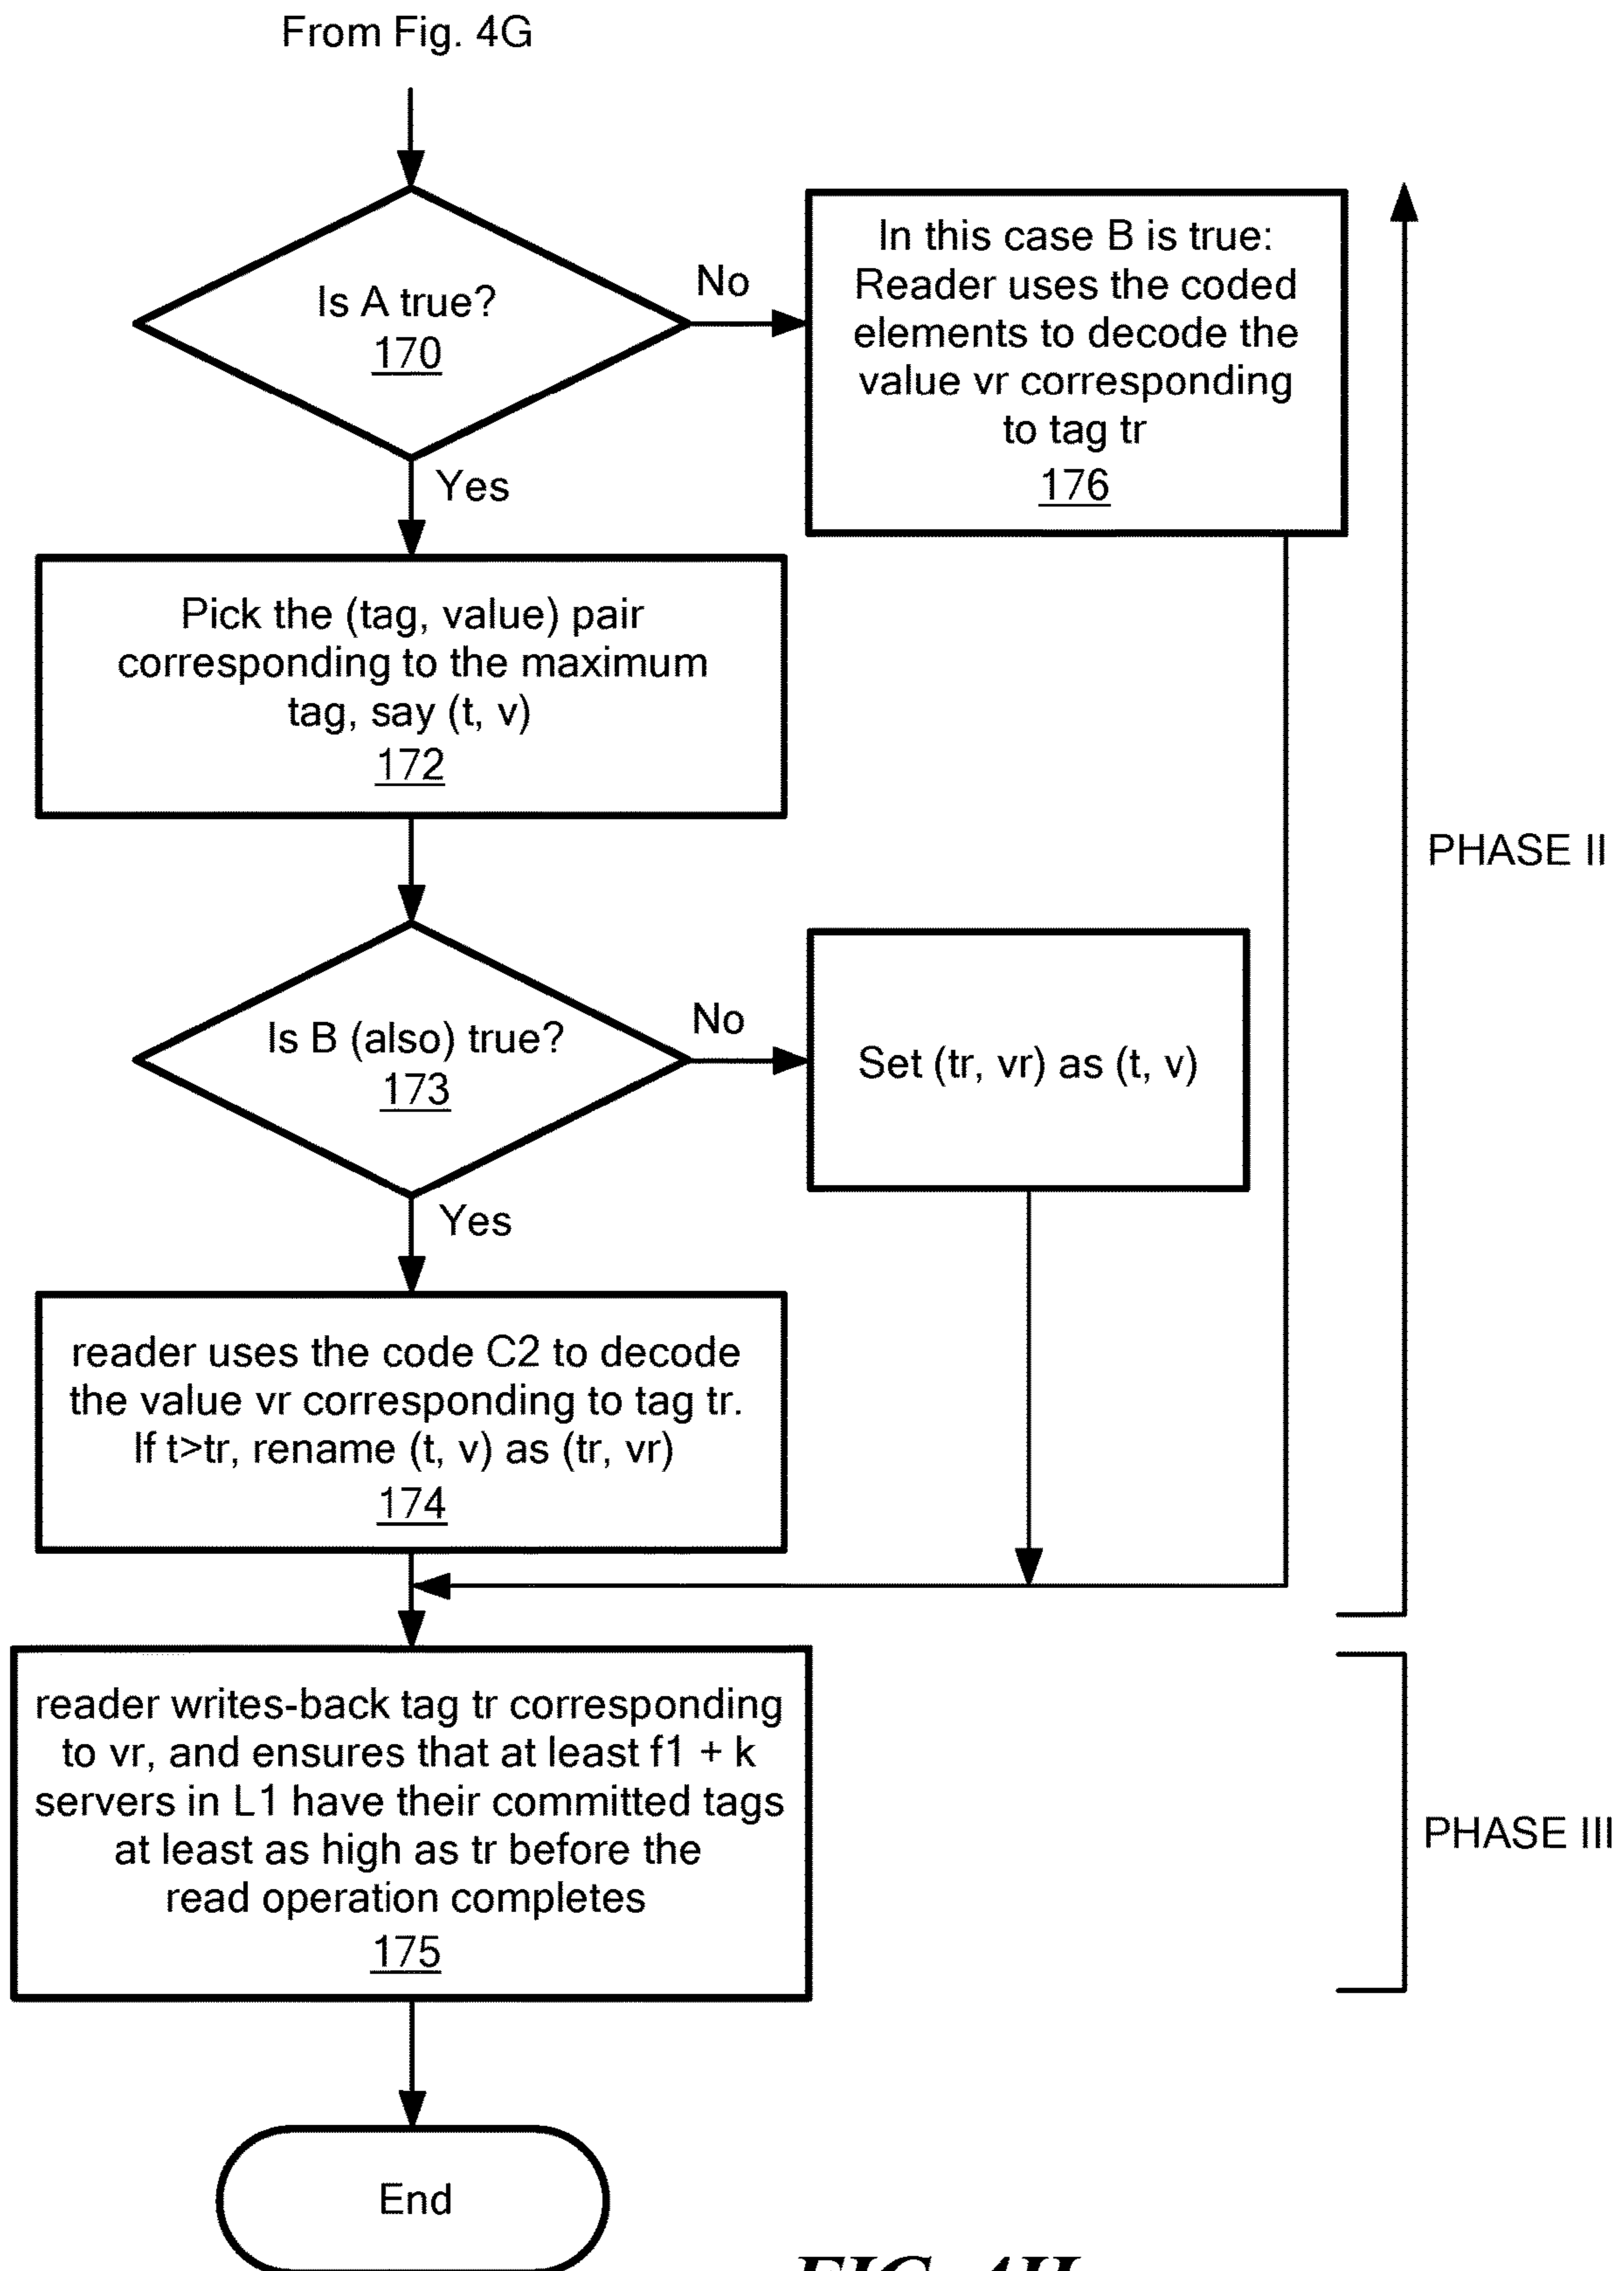 From Fig. 4G
Is A true?
170
No
In this case B is true:
Reader uses the coded
elements to decode the
value vr corresponding
to tag tr
176
Yes
Pick the (tag, value) pair
corresponding to the maximum
tag, say (t, v)
172
PHASE II
Is B (also) true?
173
No
Set (tr, vr) as (t, v)
Yes
reader uses the code C2 to decode
the value vr corresponding to tag tr.
If t>tr, rename (t, v) as (tr, vr)
174
reader writes-back tag tr corresponding
to vr, and ensures that at least f1 + k
servers in L1 have their committed tags
at least as high as tr before the
read operation completes
175
PHASE III
End